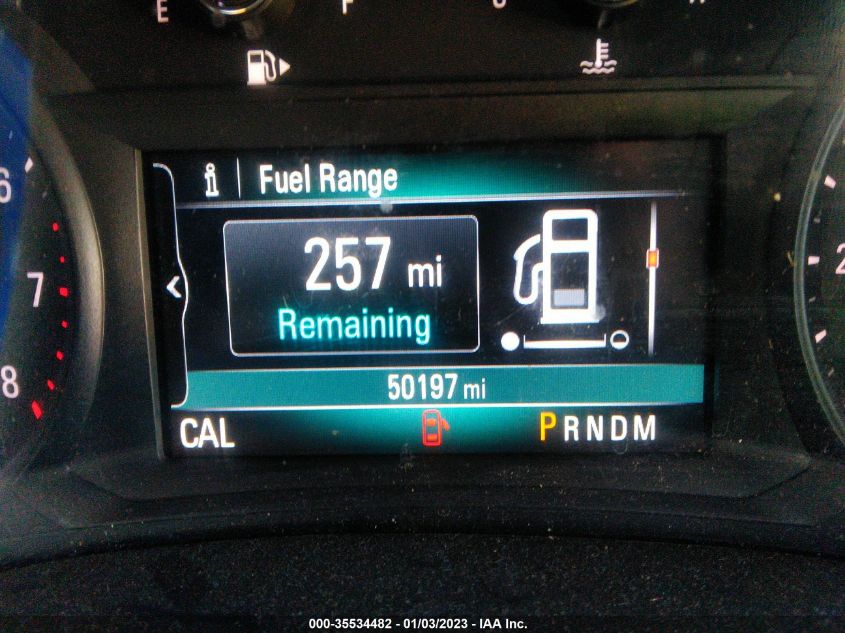 E F
Fuel Range
6
257 mi
7
2
Remaining
50197 mi
8
CAL PRNDM
000-35534482 - 01/03/2023 - IAA Inc.